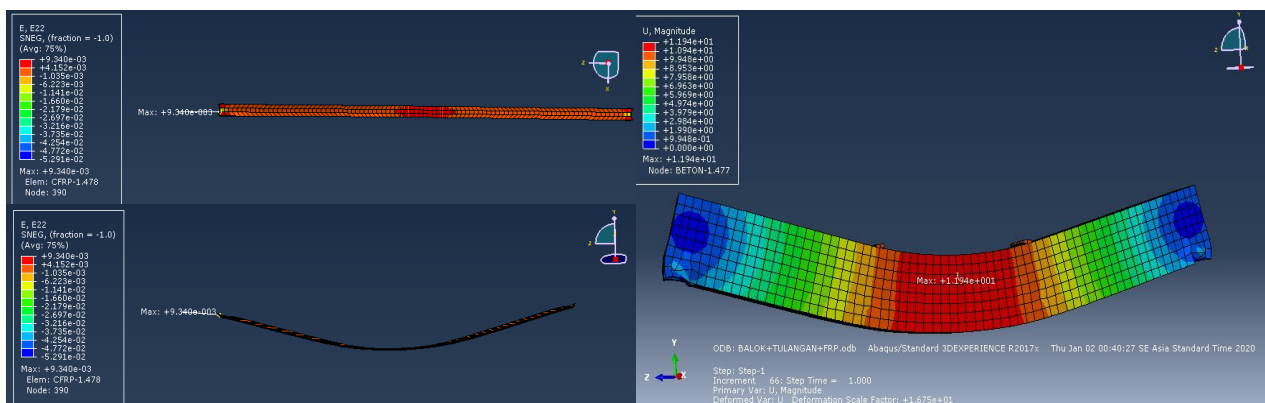 E, E22
SNEG, (fraction = -1.0)
(Avg: 75%)
+9.340e-03
+4.152e-03
-1.035e-03
-6.223e-03
-1.141e-02
-1.660e-02
-2.179e-02
-2.697e-02
-3.216e-02
-3.735e-02
-4.254e-02
-4.772e-02
-5.291e-02
Max: +9.340e-03
Elem: CFRP-1.478
Node: 390
Max: +9.340e-003
Z
X
E, E22
SNEG, (fraction = -1.0)
(Avg: 75%)
+9.340e-03
+4.152e-03
-1.035e-03
-6.223e-03
-1.141e-02
-1.660e-02
-2.179e-02
-2.697e-02
-3.216e-02
-3.735e-02
-4.254e-02
-4.772e-02
-5.291e-02
Max: +9.340e-03
Elem: CFRP-1.478
Node: 390
Max: +9.340e-003
Y
Z
U, Magnitude
+1.194e+01
+1.094e+01
+9.948e+00
+8.953e+00
+7.958e+00
+6.963e+00
+5.969e+00
+4.974e+00
+3.979e+00
+2.984e+00
+1.990e+00
+9.948e-01
+0.000e+00
Max: +1.194e+01
Node: BETON-1.477
Y
Z
X
Max: +1.194e+001
Y
Z
X
ODB: BALOK+TULANGAN+FRP.odb Abaqus/Standard 3DEXPERIENCE R2017x Thu Jan 02 00:40:27 SE Asia Standard Time 2020
Step: Step-1
Increment 66: Step Time = 1.000
Primary Var: U, Magnitude
Deformed Var: U Deformation Scale Factor: +1.675e+01